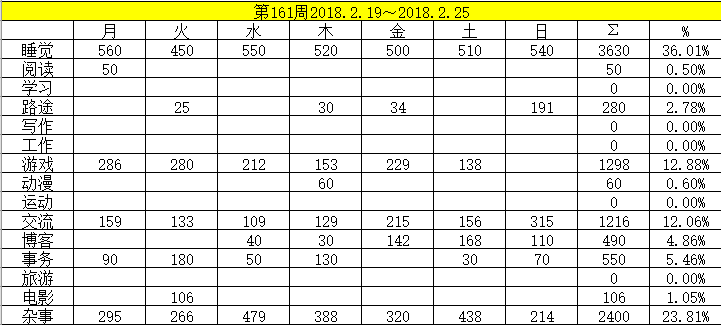 第161周2018.2.19～2018.2.25
月 火 水 木 金 土 日 Σ %
睡觉 560 450 550 520 500 510 540 3630 36.01%
阅读 50 50 0.50%
学习 0 0.00%
路途 25 30 34 191 280 2.78%
写作 0 0.00%
工作 0 0.00%
游戏 286 280 212 153 229 138 1298 12.88%
动漫 60 60 0.60%
运动 0 0.00%
交流 159 133 109 129 215 156 315 1216 12.06%
博客 40 30 142 168 110 490 4.86%
事务 90 180 50 130 30 70 550 5.46%
旅游 0 0.00%
电影 106 106 1.05%
杂事 295 266 479 388 320 438 214 2400 23.81%